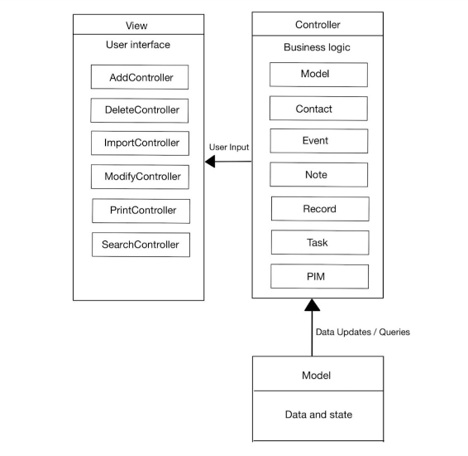 View
User interface
AddController
DeleteController
ImportController
ModifyController
PrintController
SearchController
User Input
Controller
Business logic
Model
Contact
Event
Note
Record
Task
PIM
Data Updates / Queries
Model
Data and state